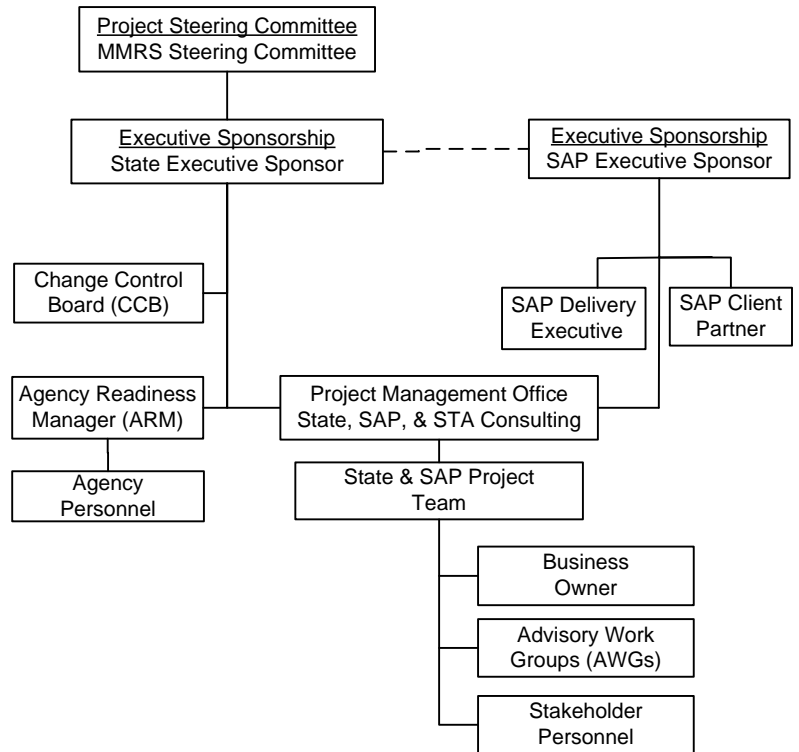 Project Steering Committee
MMRS Steering Committee
Executive Sponsorship
State Executive Sponsor
Executive Sponsorship
SAP Executive Sponsor
Change Control
Board (CCB)
SAP Delivery
Executive
SAP Client
Partner
Agency Readiness
Manager (ARM)
Project Management Office
State, SAP, & STA Consulting
Agency
Personnel
State & SAP Project
Team
Business
Owner
Advisory Work
Groups (AWGs)
Stakeholder
Personnel